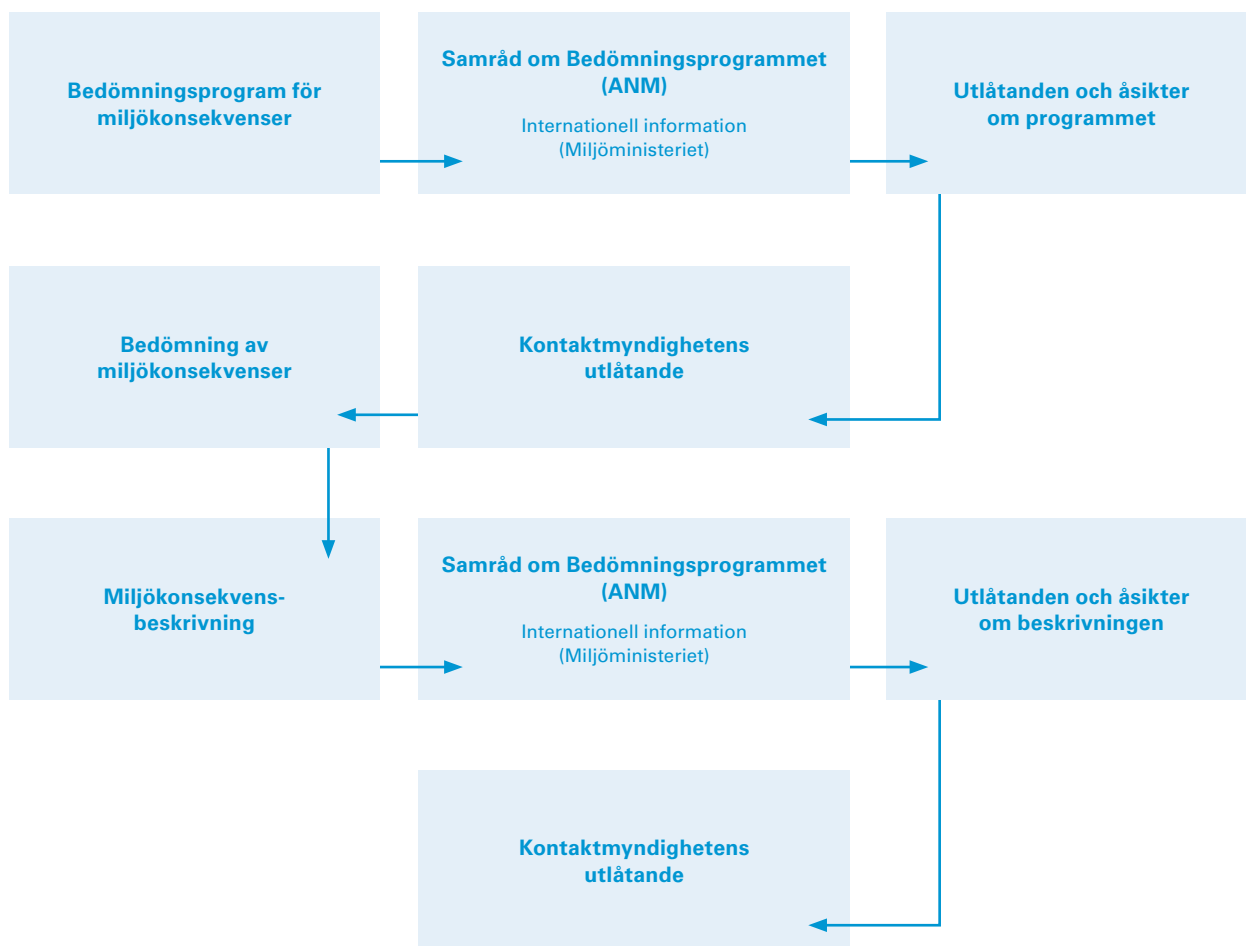 Bedömningsprogram för
miljökonsekvenser
Samråd om Bedömningsprogrammet
(ANM)
Internationell information
(Miljöministeriet)
Utlåtanden och åsikter
om programmet
Kontaktmyndighetens
utlåtande
Bedömning av
miljökonsekvenser
Miljökonsekvens-
beskrivning
Samråd om Bedömningsprogrammet
(ANM)
Internationell information
(Miljöministeriet)
Utlåtanden och åsikter
om beskrivningen
Kontaktmyndighetens
utlåtande